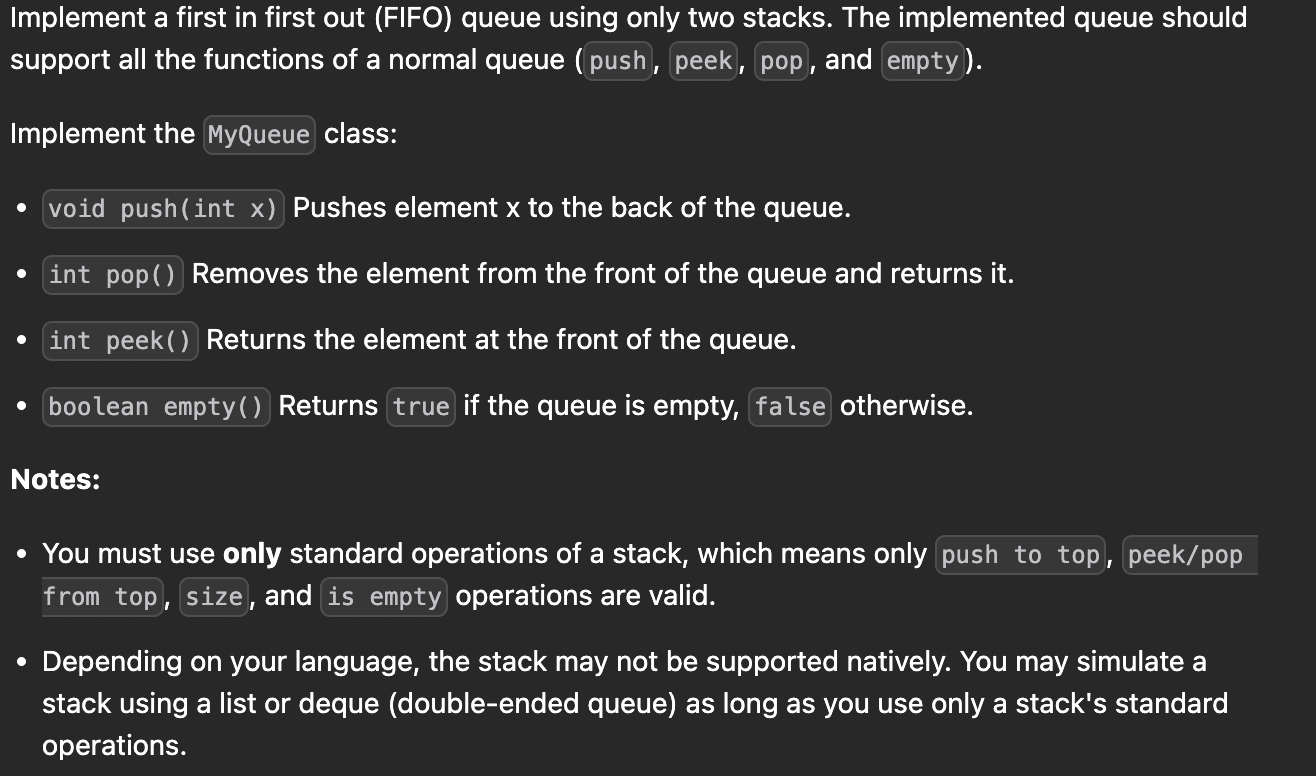 Implement a first in first out (FIFO) queue using only two stacks. The implemented queue should
support all the functions of a normal queue (push, peek, pop, and empty).
Implement the MyQueue class:
• void push(int x) Pushes element x to the back of the queue.
• int pop() Removes the element from the front of the queue and returns it.
• int peek() Returns the element at the front of the queue.
• boolean empty() Returns true if the queue is empty, false otherwise.
Notes:
• You must use only standard operations of a stack, which means only push to top, peek/pop
from top, size, and is empty operations are valid.
• Depending on your language, the stack may not be supported natively. You may simulate a
stack using a list or deque (double-ended queue) as long as you use only a stack's standard
operations.